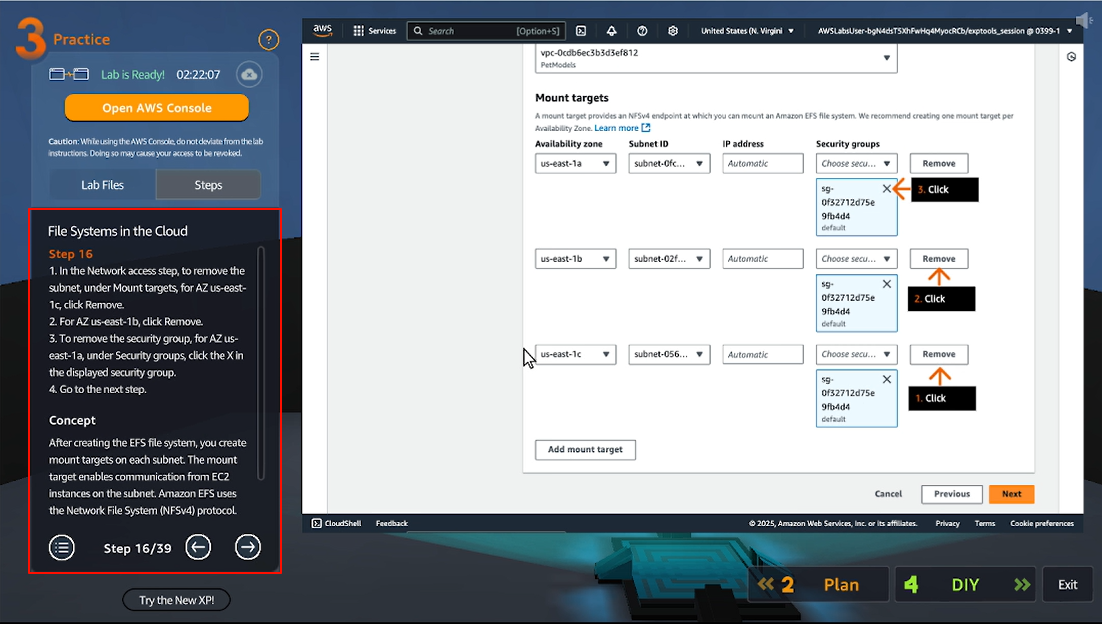 3 Practice
?
Lab is Ready! 02:22:07
Open AWS Console
Caution: While using the AWS Console, do not deviate from the lab
instructions. Doing so may cause your access to be revoked.
Lab Files
Steps
File Systems in the Cloud
Step 16
1. In the Network access step, to remove the
subnet, under Mount targets, for AZ us-east-
1c, click Remove.
2. For AZ us-east-1b, click Remove.
3. To remove the security group, for AZ us-
east-1a, under Security groups, click the X in
the displayed security group.
4. Go to the next step.
Concept
After creating the EFS file system, you create
mount targets on each subnet. The mount
target enables communication from EC2
instances on the subnet. Amazon EFS uses
the Network File System (NFSv4) protocol.
Step 16/39
Try the New XP!
aws
Services
Search
[Option+S]
United States (N. Virgini
AWSLabsUser-bgN4dsT5XhFwHq4MyocRCb/exptools_session @ 0399-1
vpc-0cdb6ec3b3d3ef812
PetModels
Mount targets
A mount target provides an NFSv4 endpoint at which you can mount an Amazon EFS file system. We recommend creating one mount target per
Availability Zone. Learn more
Availability zone Subnet ID IP address Security groups
us-east-1a subnet-0fc... Automatic Choose secu... Remove
sg-
0f32712d75e
9fb4d4
default
3. Click
us-east-1b subnet-02f... Automatic Choose secu... Remove
sg-
0f32712d75e
9fb4d4
default
2. Click
us-east-1c subnet-056... Automatic Choose secu... Remove
sg-
0f32712d75e
9fb4d4
default
1. Click
Add mount target
Cancel
Previous
Next
CloudShell Feedback
© 2025, Amazon Web Services, Inc. or its affiliates. Privacy Terms Cookie preferences
2 Plan
4 DIY
Exit